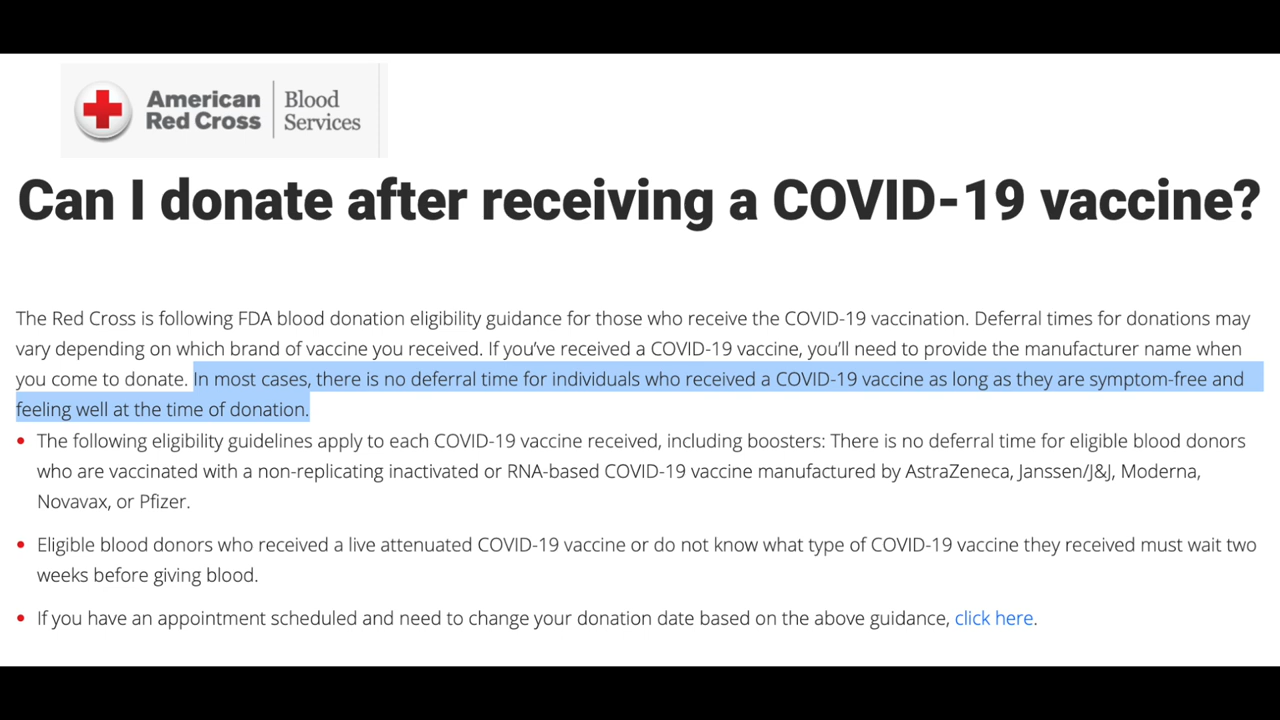 American Red Cross
Blood Services
Can I donate after receiving a COVID-19 vaccine?
The Red Cross is following FDA blood donation eligibility guidance for those who receive the COVID-19 vaccination. Deferral times for donations may
vary depending on which brand of vaccine you received. If you’ve received a COVID-19 vaccine, you’ll need to provide the manufacturer name when
you come to donate. In most cases, there is no deferral time for individuals who received a COVID-19 vaccine as long as they are symptom-free and
feeling well at the time of donation.
• The following eligibility guidelines apply to each COVID-19 vaccine received, including boosters: There is no deferral time for eligible blood donors
who are vaccinated with a non-replicating inactivated or RNA-based COVID-19 vaccine manufactured by AstraZeneca, Janssen/J&J, Moderna,
Novavax, or Pfizer.
• Eligible blood donors who received a live attenuated COVID-19 vaccine or do not know what type of COVID-19 vaccine they received must wait two
weeks before giving blood.
• If you have an appointment scheduled and need to change your donation date based on the above guidance, click here.